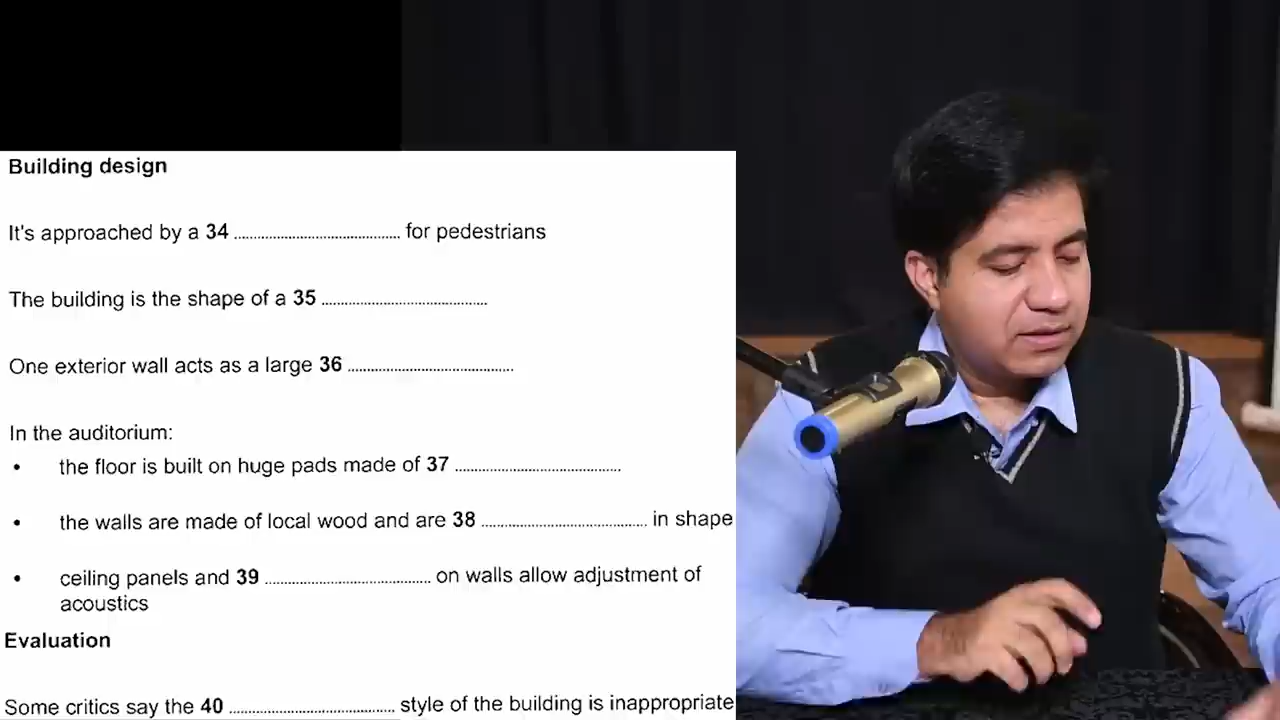 Building design
It's approached by a 34 .................................... for pedestrians
The building is the shape of a 35 ....................................
One exterior wall acts as a large 36 ....................................
In the auditorium:
• the floor is built on huge pads made of 37 ....................................
• the walls are made of local wood and are 38 .................................... in shape
• ceiling panels and 39 .................................... on walls allow adjustment of
acoustics
Evaluation
Some critics say the 40 .................................... style of the building is inappropriate